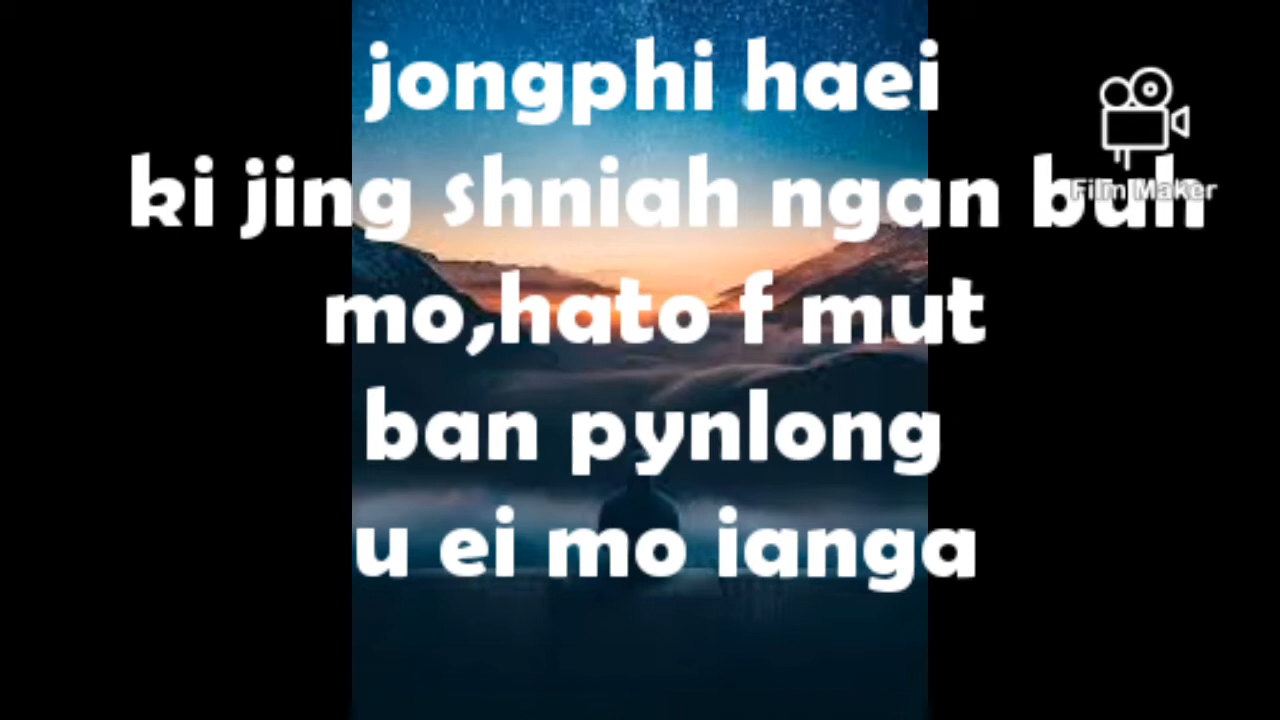 jongphi haei
ki jing shniah ngan buh
mo,hato f mut
ban pynlong
u ei mo ianga
Film Maker